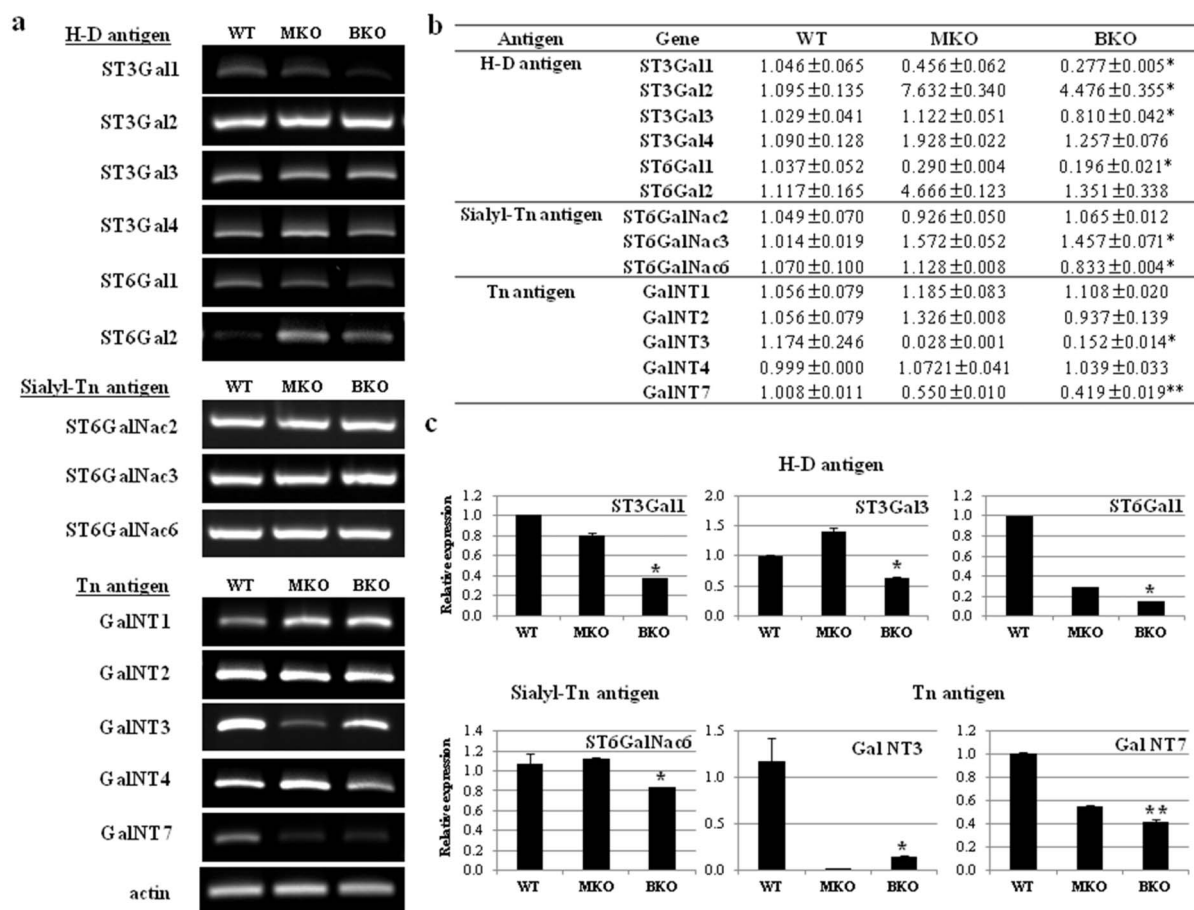 a
H-D antigen WT MKO BKO
ST3Gal1
ST3Gal2
ST3Gal3
ST3Gal4
ST6Gal1
ST6Gal2
Sialyl-Tn antigen WT MKO BKO
ST6GalNac2
ST6GalNac3
ST6GalNac6
Tn antigen WT MKO BKO
GalNT1
GalNT2
GalNT3
GalNT4
GalNT7
actin
b
Antigen Gene WT MKO BKO
H-D antigen ST3Gal1 1.046±0.065 0.456±0.062 0.277±0.005*
ST3Gal2 1.095±0.135 7.632±0.340 4.476±0.355*
ST3Gal3 1.029±0.041 1.122±0.051 0.810±0.042*
ST3Gal4 1.090±0.128 1.928±0.022 1.257±0.076
ST6Gal1 1.037±0.052 0.290±0.004 0.196±0.021*
ST6Gal2 1.117±0.165 4.666±0.123 1.351±0.338
Sialyl-Tn antigen ST6GalNac2 1.049±0.070 0.926±0.050 1.065±0.012
ST6GalNac3 1.014±0.019 1.572±0.052 1.457±0.071*
ST6GalNac6 1.070±0.100 1.128±0.008 0.833±0.004*
Tn antigen GalNT1 1.056±0.079 1.185±0.083 1.108±0.020
GalNT2 1.056±0.079 1.326±0.008 0.937±0.139
GalNT3 1.174±0.246 0.028±0.001 0.152±0.014*
GalNT4 0.999±0.000 1.0721±0.041 1.039±0.033
GalNT7 1.008±0.011 0.550±0.010 0.419±0.019**
c
H-D antigen
Relative expression
1.2
1.0
0.8
0.6
0.4
0.2
0.0
ST3Gal1
*
WT MKO BKO
2.0
1.5
1.0
0.5
0.0
ST3Gal3
*
WT MKO BKO
1.2
1.0
0.8
0.6
0.4
0.2
0.0
ST6Gal1
*
WT MKO BKO
Sialyl-Tn antigen
Relative expression
1.4
1.2
1.0
0.8
0.6
0.4
0.2
0.0
ST6GalNac6
*
WT MKO BKO
Tn antigen
1.5
1.0
0.5
0.0
Gal NT3
*
WT MKO BKO
1.2
1.0
0.8
0.6
0.4
0.2
0.0
Gal NT7
**
WT MKO BKO